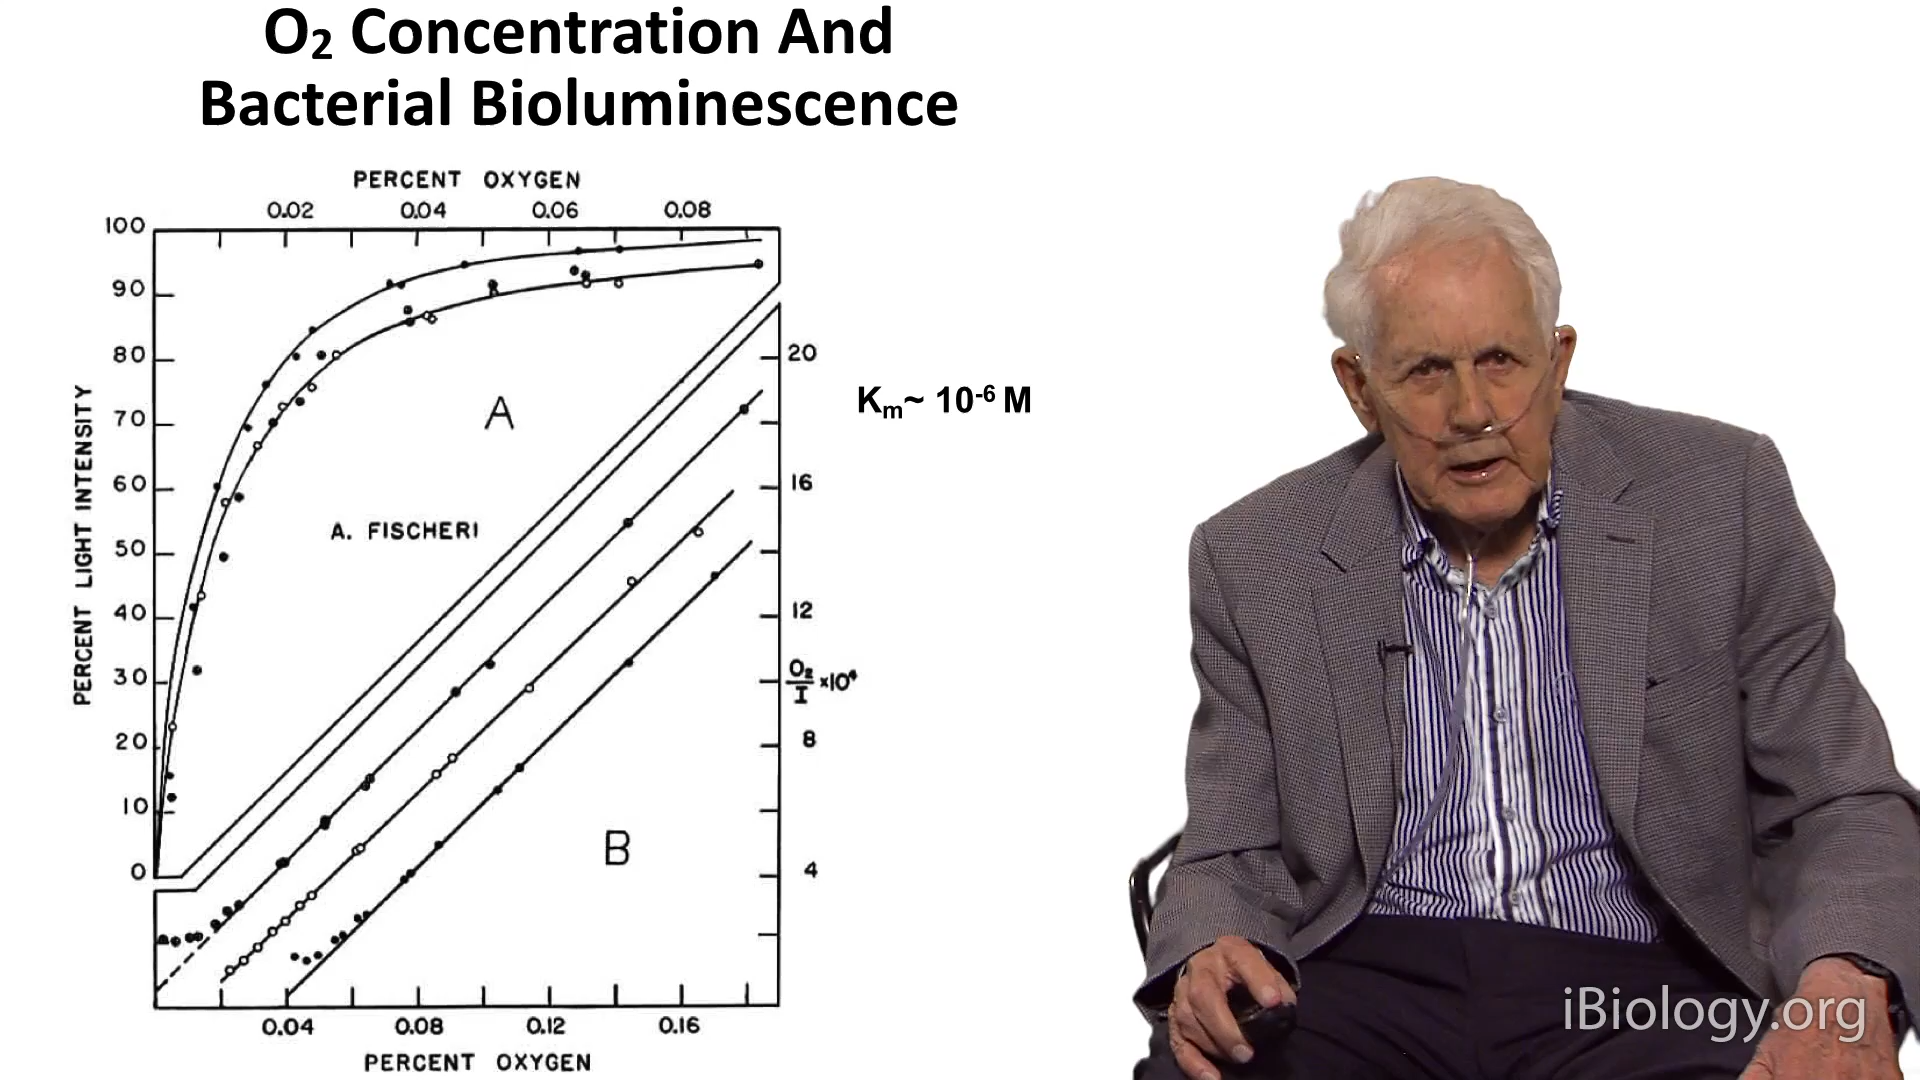 O₂ Concentration And
Bacterial Bioluminescence
PERCENT OXYGEN
0.02 0.04 0.06 0.08
100
90
80
70
60
50
40
30
20
10
0
PERCENT LIGHT INTENSITY
A
A. FISCHERI
B
20
16
12
O₂/I ×10⁴
8
4
0.04 0.08 0.12 0.16
PERCENT OXYGEN
Kₘ~ 10⁻⁶ M
iBiology.org